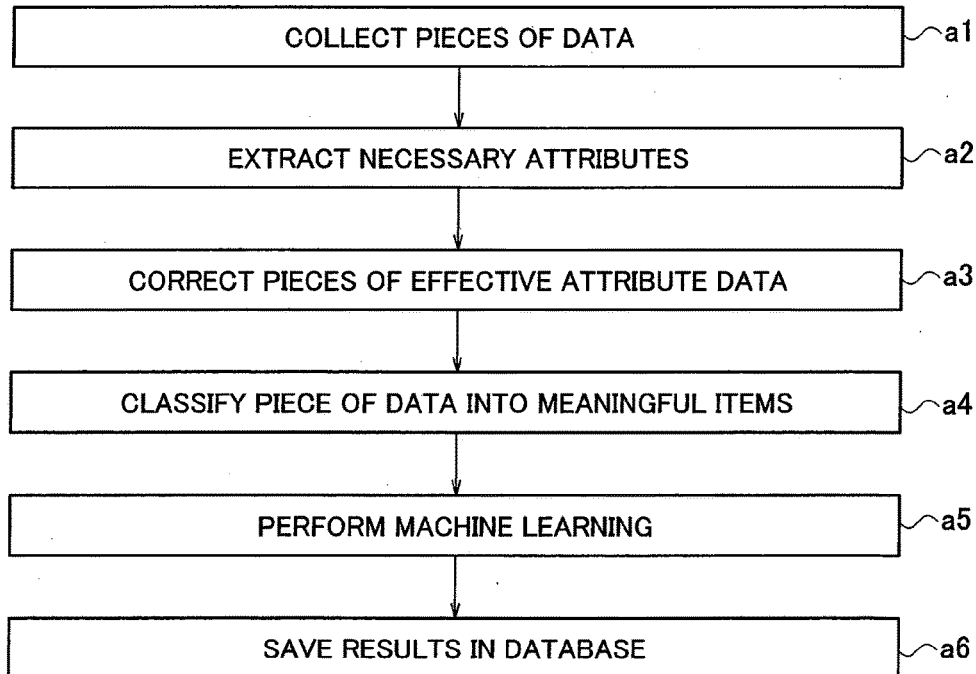 COLLECT PIECES OF DATA a1
EXTRACT NECESSARY ATTRIBUTES a2
CORRECT PIECES OF EFFECTIVE ATTRIBUTE DATA a3
CLASSIFY PIECE OF DATA INTO MEANINGFUL ITEMS a4
PERFORM MACHINE LEARNING a5
SAVE RESULTS IN DATABASE a6